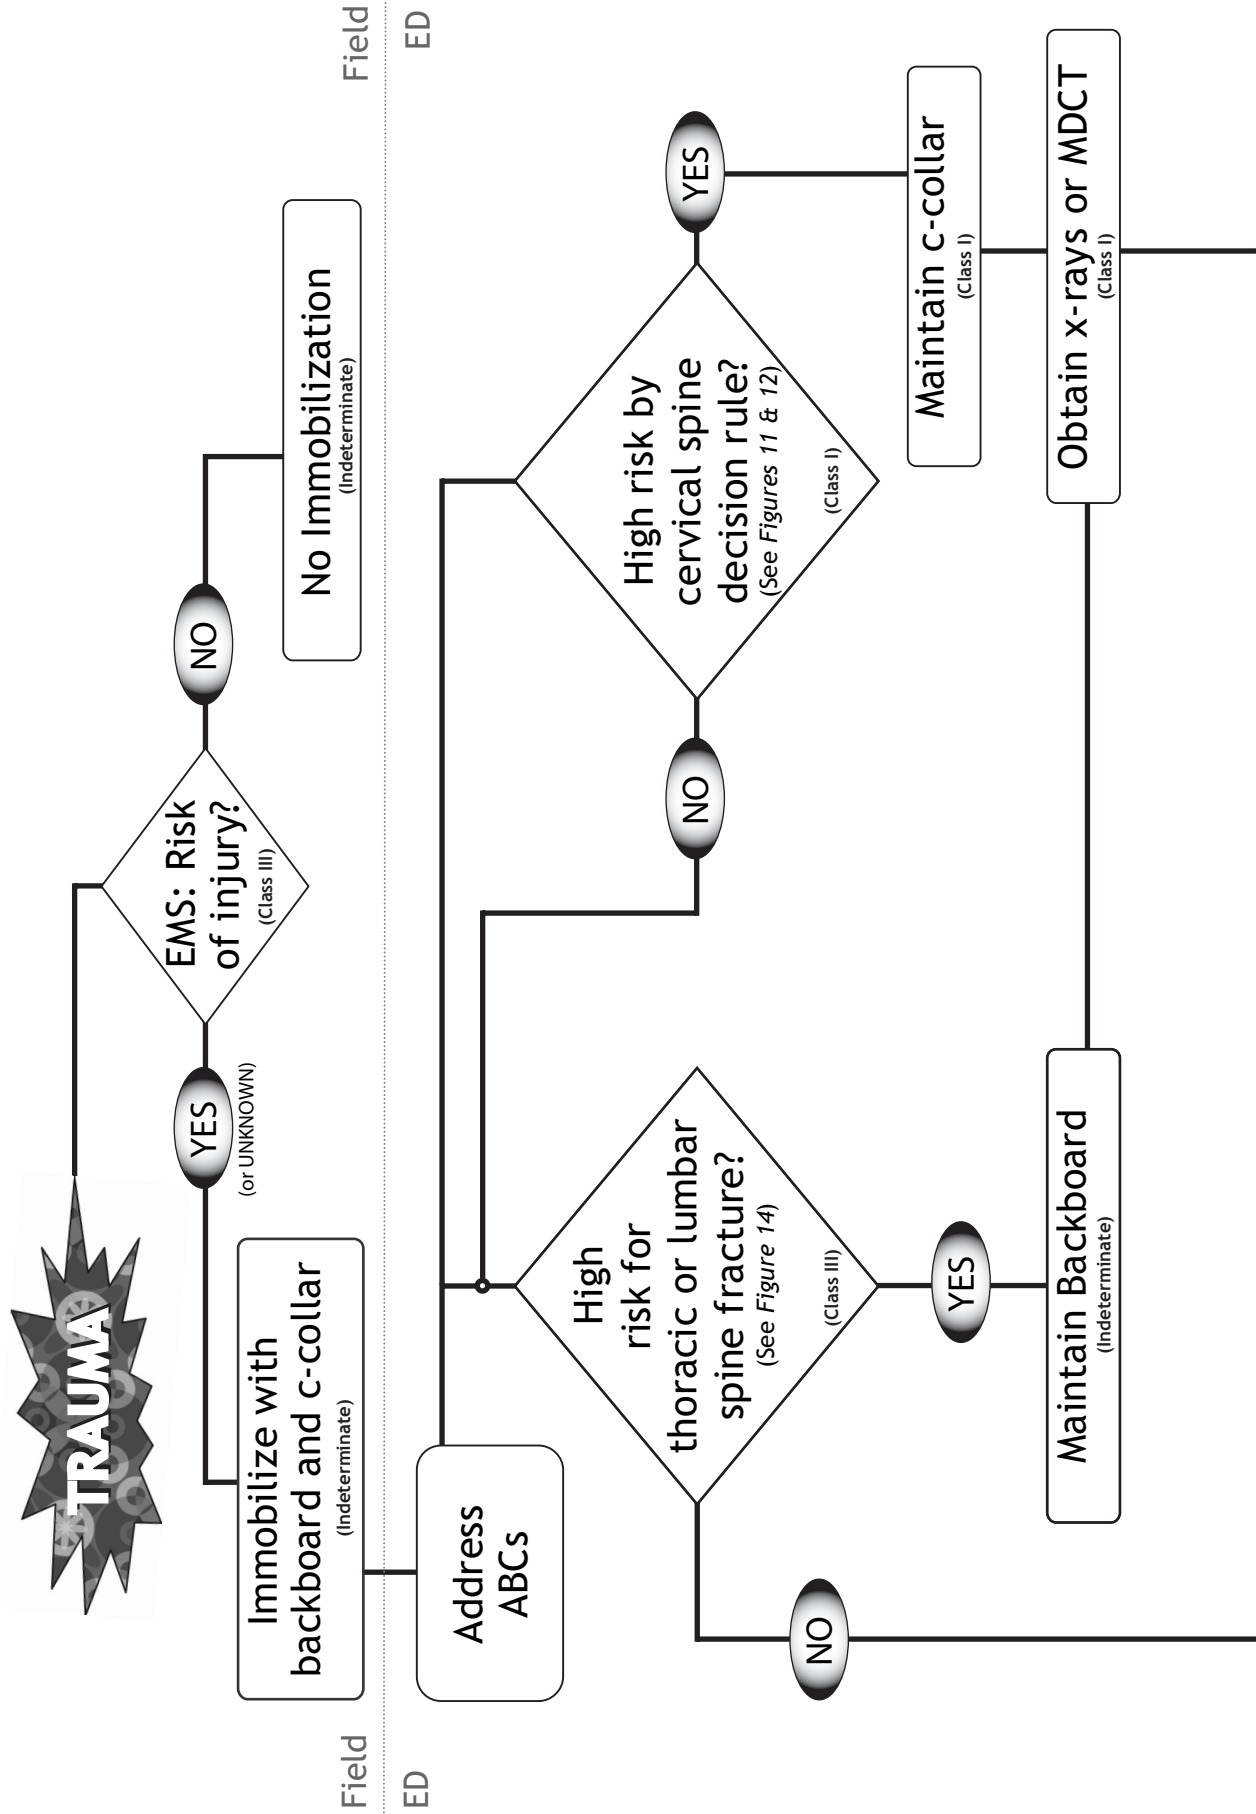 TRAUMA
EMS: Risk
of injury?
(Class III)
YES
(or UNKNOWN)
NO
Immobilize with
backboard and c-collar
(Indeterminate)
No Immobilization
(Indeterminate)
Field
Field
ED
ED
Address
ABCs
High
risk for
thoracic or lumbar
spine fracture?
(See Figure 14)
(Class III)
NO
High risk by
cervical spine
decision rule?
(See Figures 11 & 12)
(Class I)
YES
NO
YES
Maintain c-collar
(Class I)
Maintain Backboard
(Indeterminate)
Obtain x-rays or MDCT
(Class I)